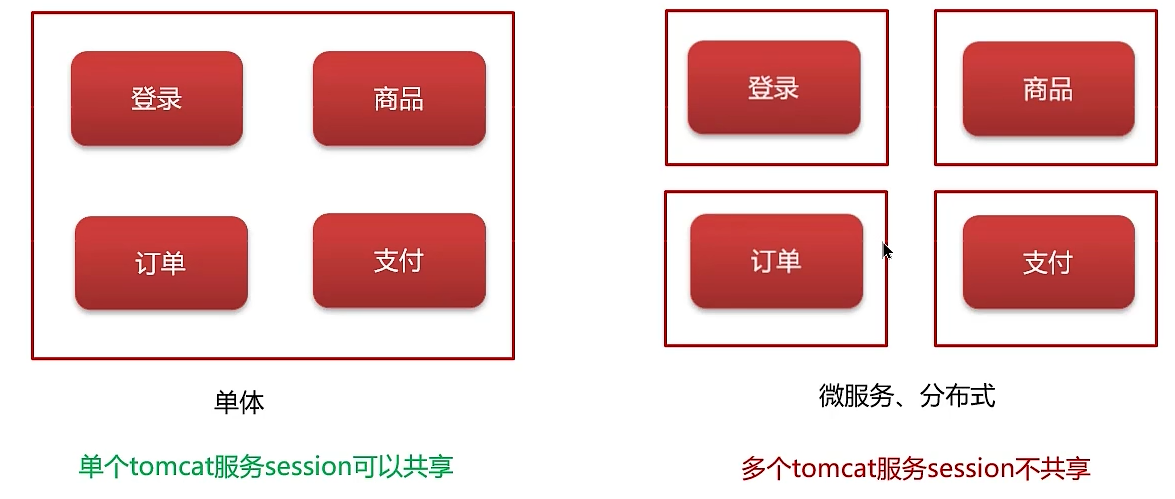 登录
商品
登录
商品
订单
支付
订单
支付
单体
微服务、分布式
单个tomcat服务session可以共享
多个tomcat服务session不共享